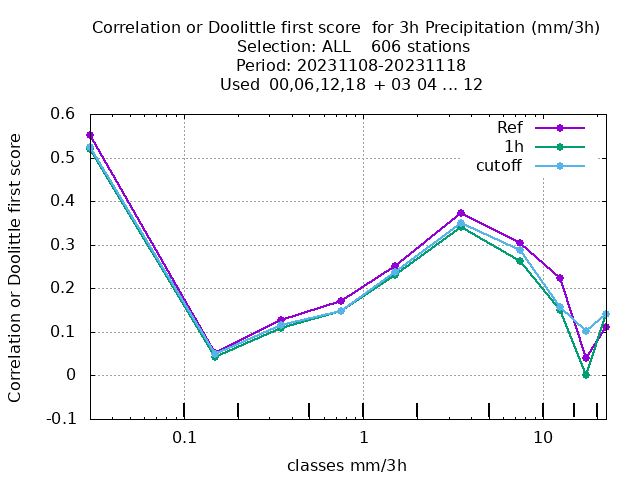 Correlation or Doolittle first score  for 3h Precipitation (mm/3h)
Selection: ALL    606 stations
Period: 20231108-20231118
Used 00,06,12,18 + 03 04 ... 12
Correlation or Doolittle first score
0.6
0.5
0.4
0.3
0.2
0.1
0
-0.1
Ref
1h
cutoff
0.1
1
10
classes mm/3h